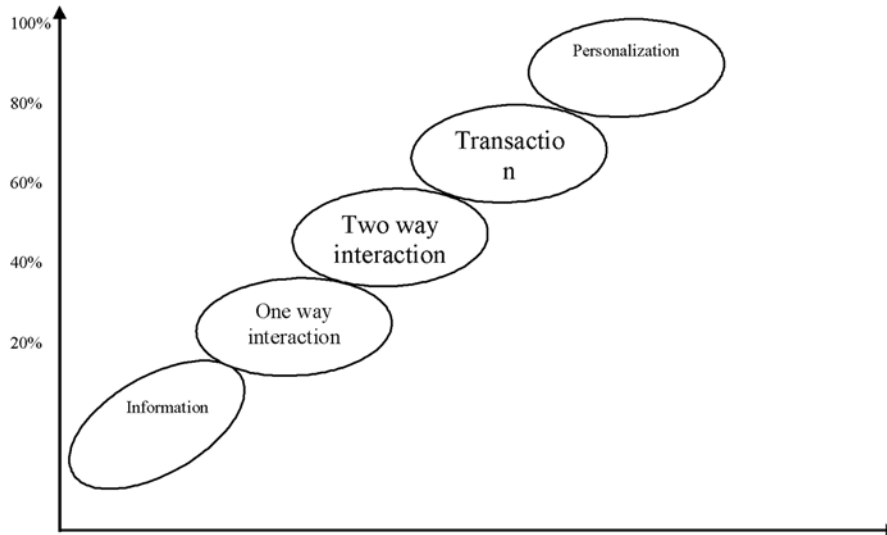 100%
Personalization
80%
Transactio
n
60%
Two way
interaction
40%
One way
interaction
20%
Information